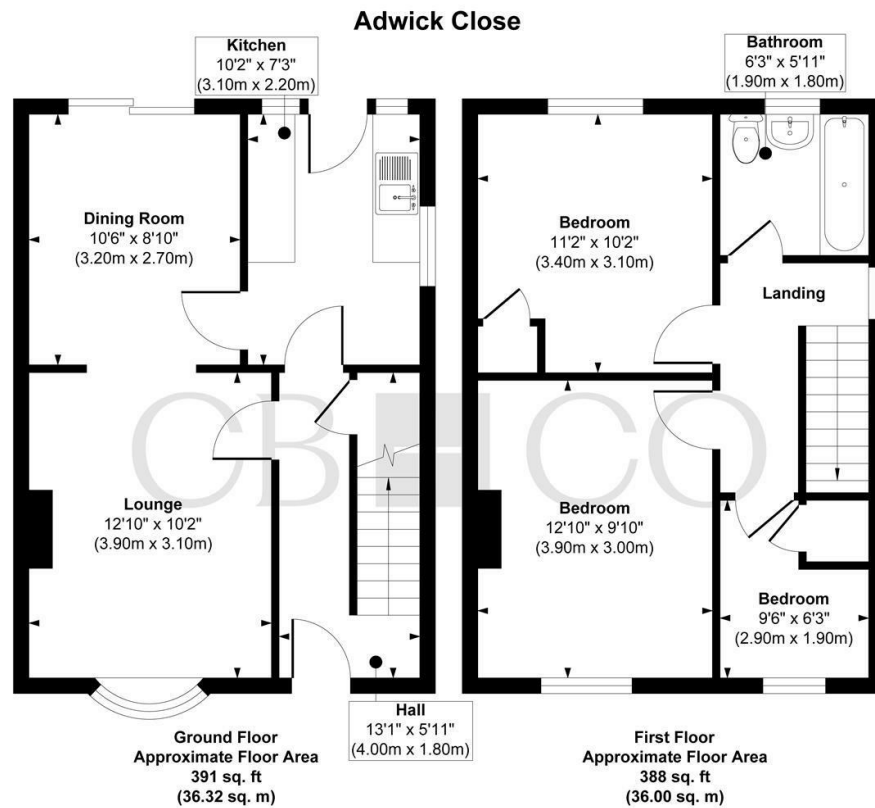 Adwick Close
Kitchen
10'2" x 7'3"
(3.10m x 2.20m)
Bathroom
6'3" x 5'11"
(1.90m x 1.80m)
Dining Room
10'6" x 8'10"
(3.20m x 2.70m)
Bedroom
11'2" x 10'2"
(3.40m x 3.10m)
Landing
CBHCO
Lounge
12'10" x 10'2"
(3.90m x 3.10m)
Bedroom
12'10" x 9'10"
(3.90m x 3.00m)
Bedroom
9'6" x 6'3"
(2.90m x 1.90m)
Hall
13'1" x 5'11"
(4.00m x 1.80m)
Ground Floor
Approximate Floor Area
391 sq. ft
(36.32 sq. m)
First Floor
Approximate Floor Area
388 sq. ft
(36.00 sq. m)